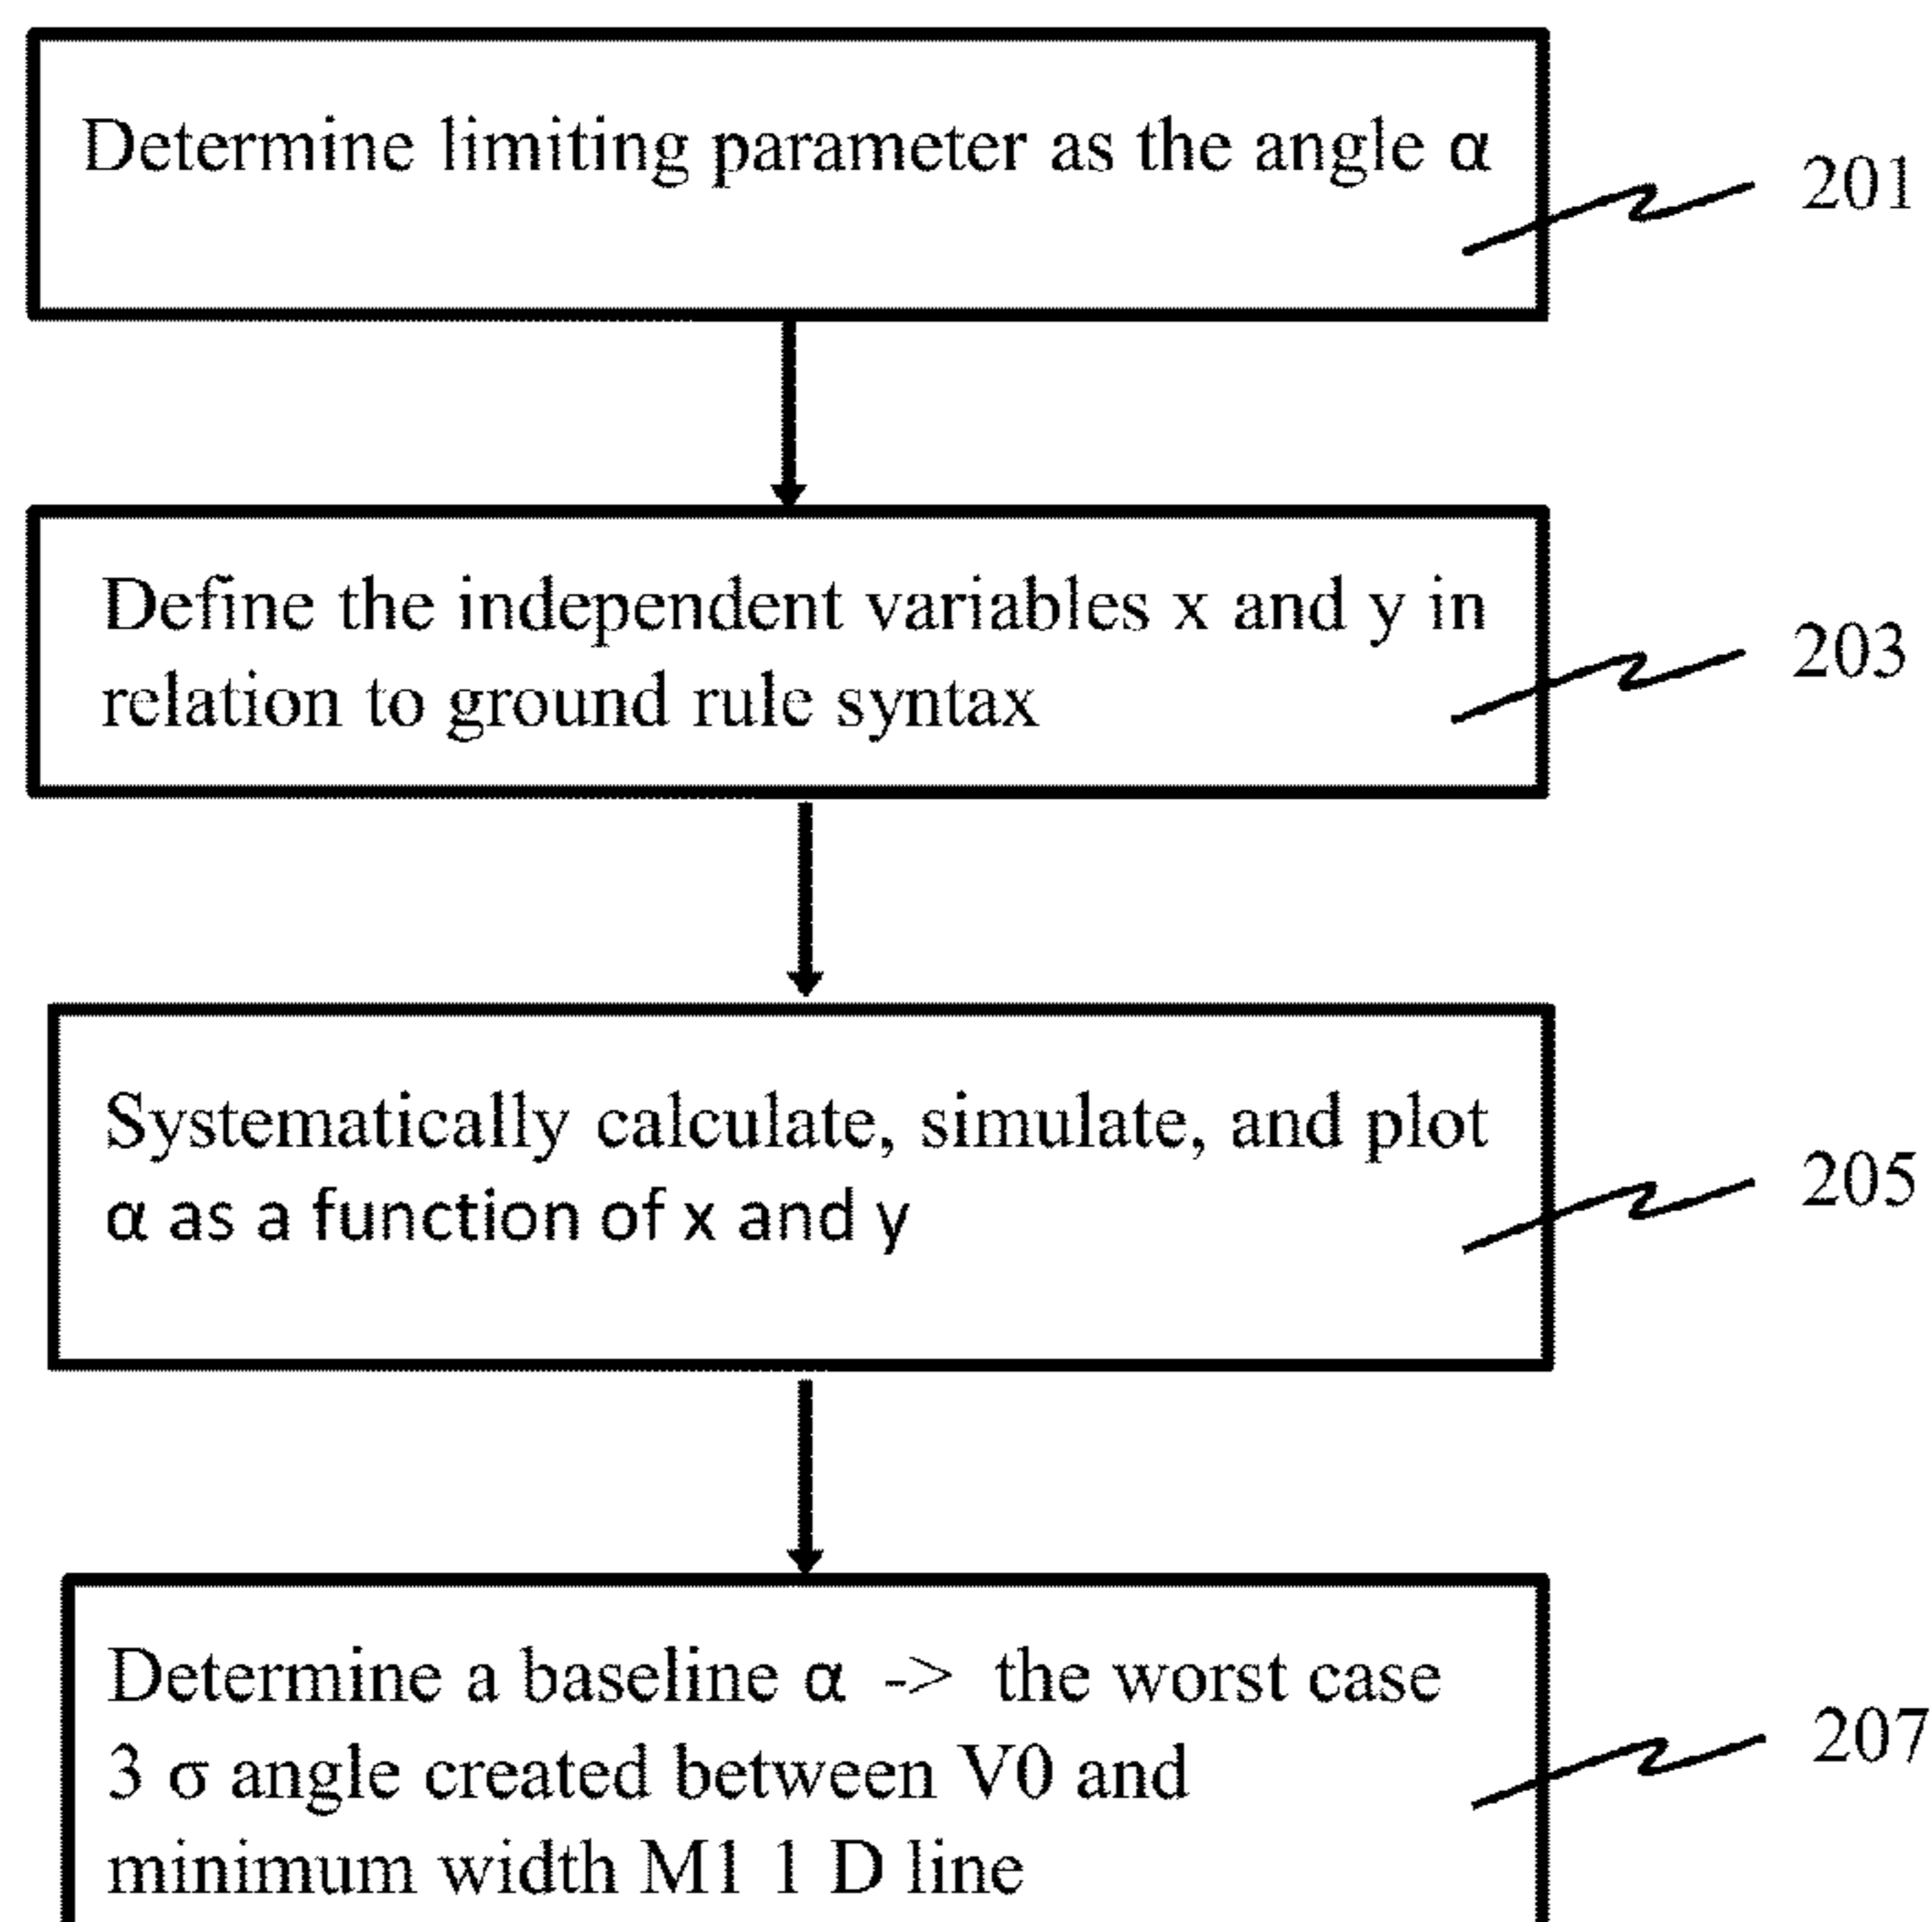 Determine limiting parameter as the angle α
201
Define the independent variables x and y in
relation to ground rule syntax
203
Systematically calculate, simulate, and plot
α as a function of x and y
205
Determine a baseline α -> the worst case
3 σ angle created between V0 and
minimum width M1 1 D line
207